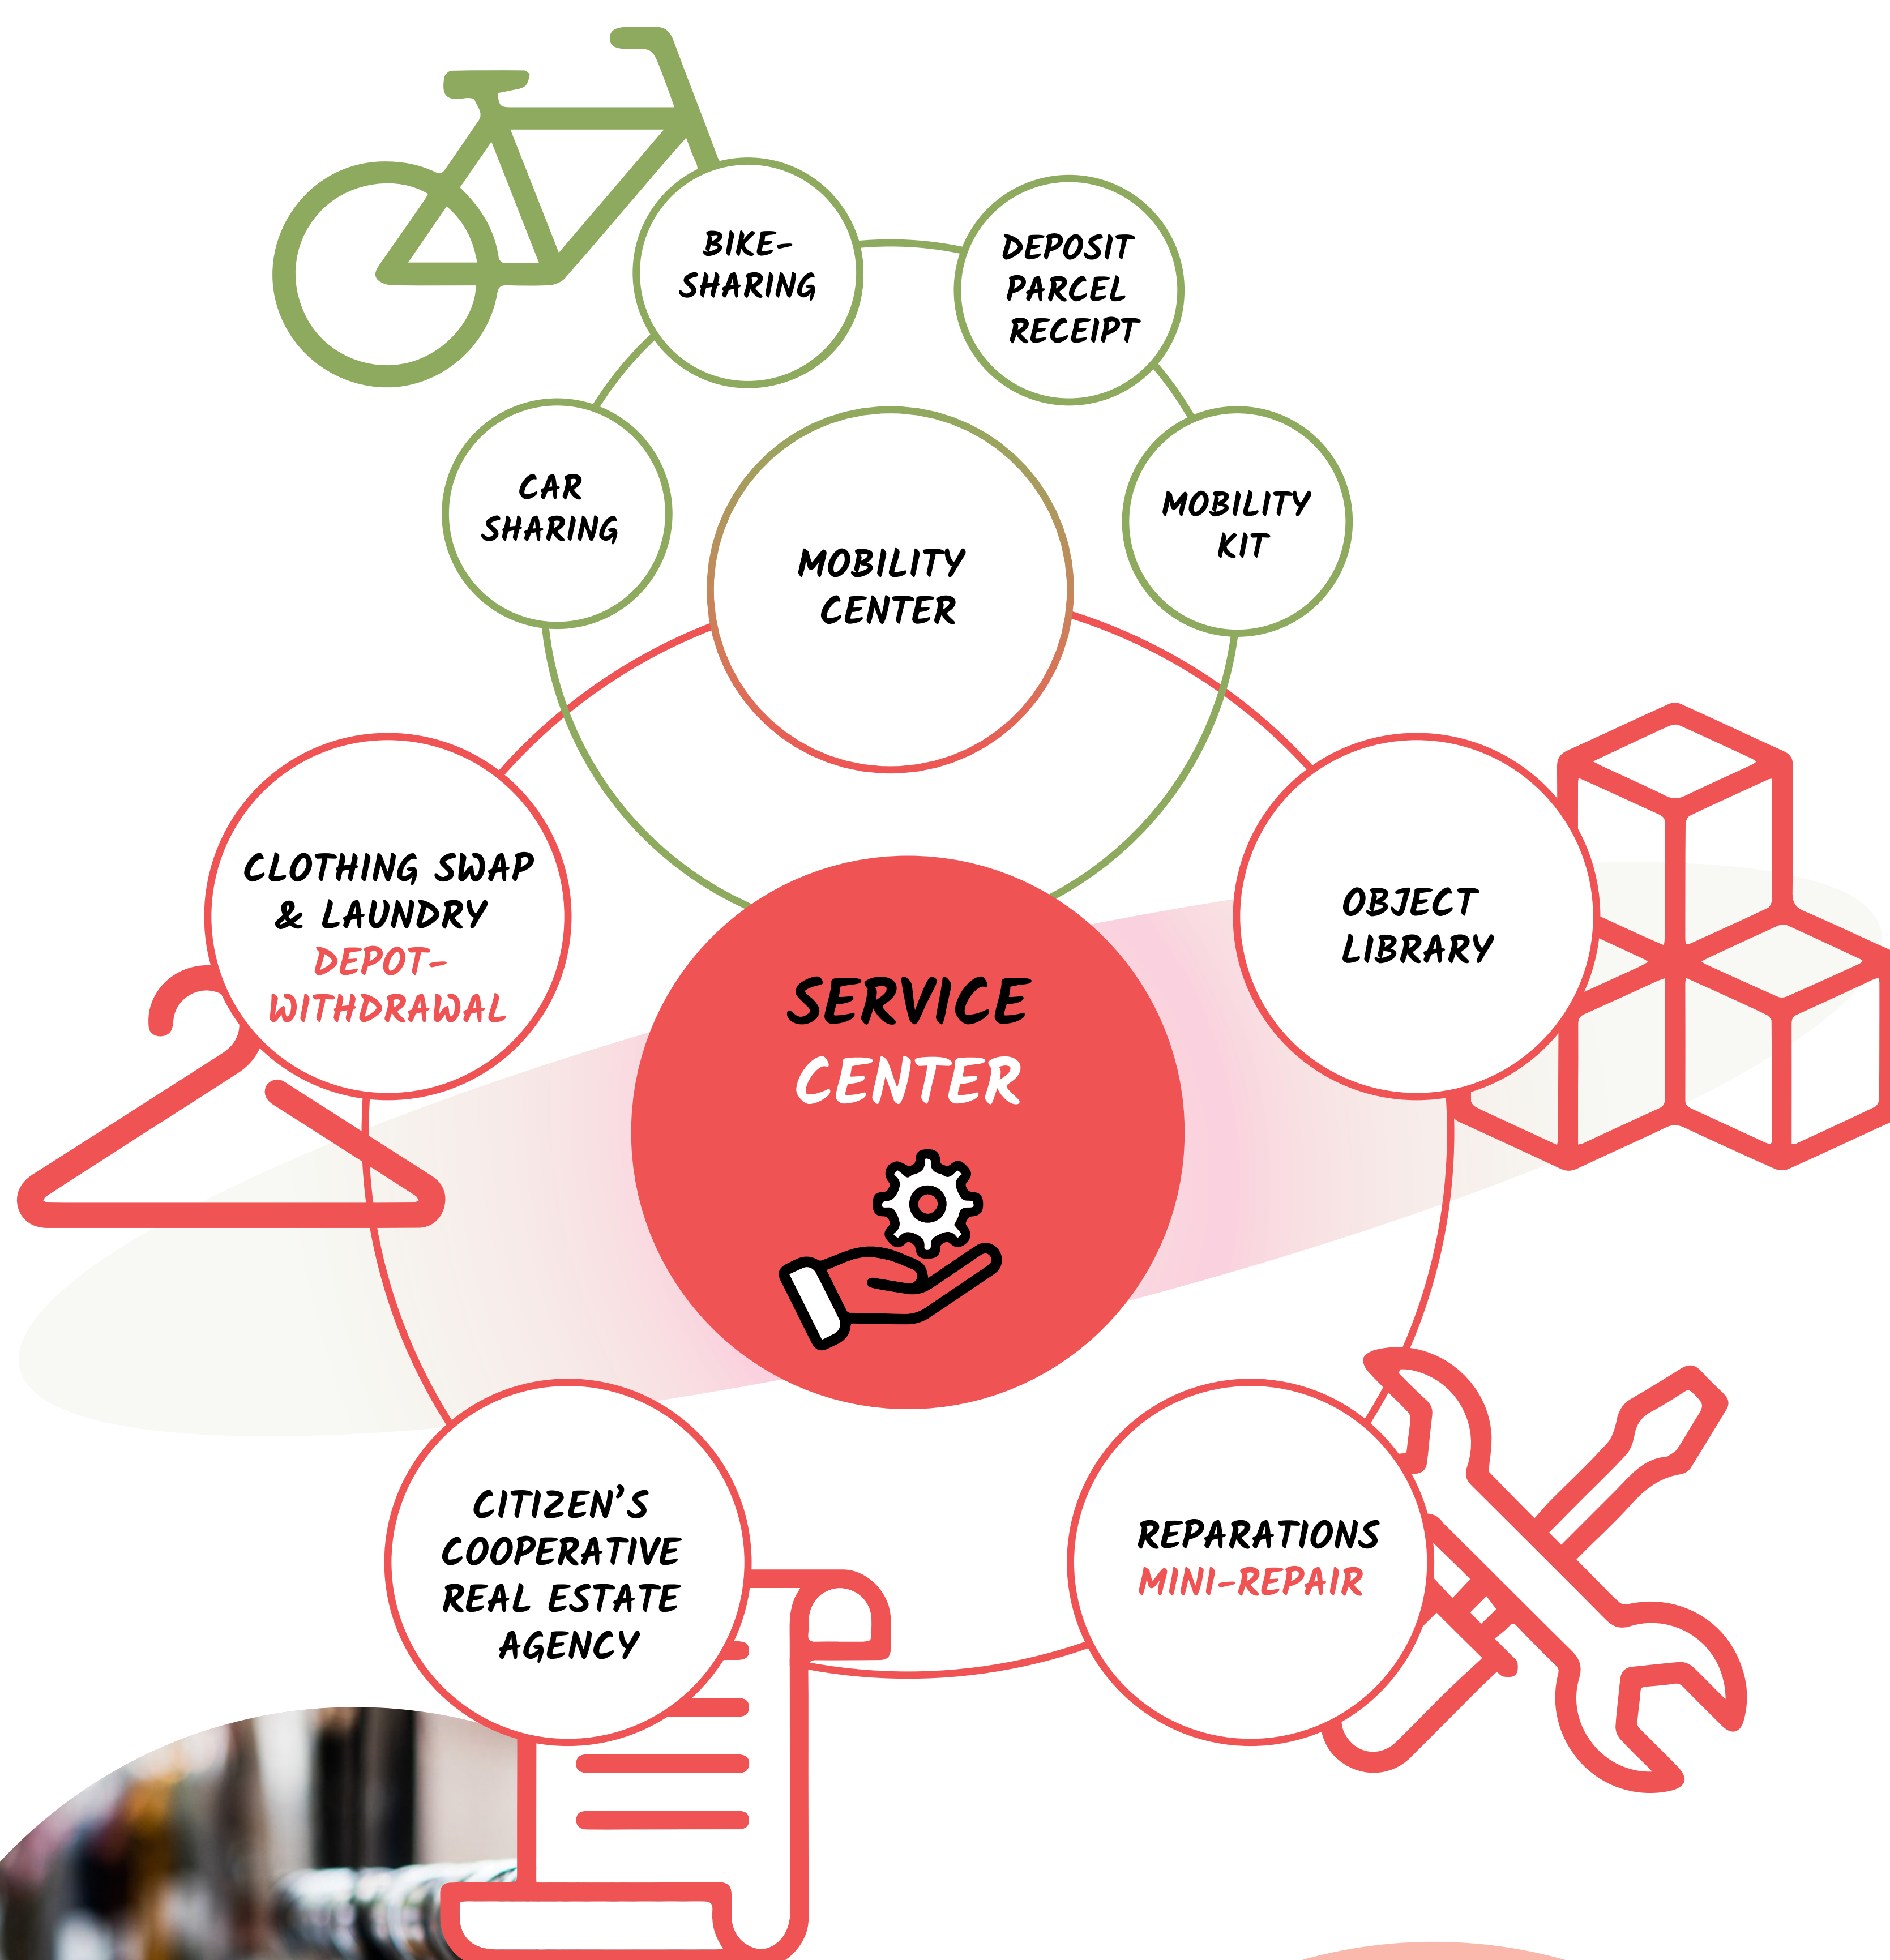 BIKE-
SHARING
DEPOSIT
PARCEL
RECEIPT
CAR
SHARING
MOBILITY
KIT
MOBILITY
CENTER
CLOTHING SWAP
& LAUNDRY
DEPOT-
WITHDRAWAL
OBJECT
LIBRARY
SERVICE
CENTER
CITIZEN'S
COOPERATIVE
REAL ESTATE
AGENCY
REPARATIONS
MINI-REPAIR